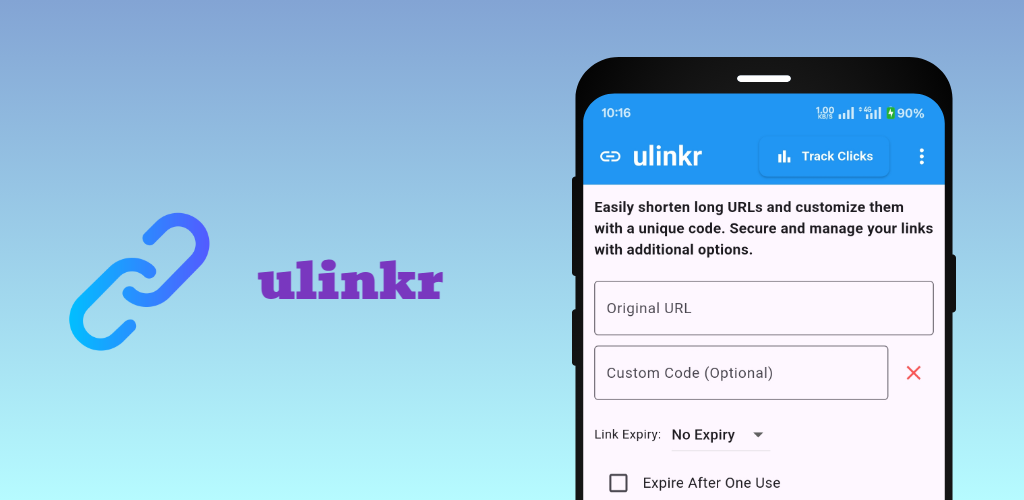 ulinkr
10:16
1.00
KB/S
4G
90%
ulinkr
Track Clicks
Easily shorten long URLs and customize them
with a unique code. Secure and manage your links
with additional options.
Original URL
Custom Code (Optional)
Link Expiry: No Expiry
Expire After One Use